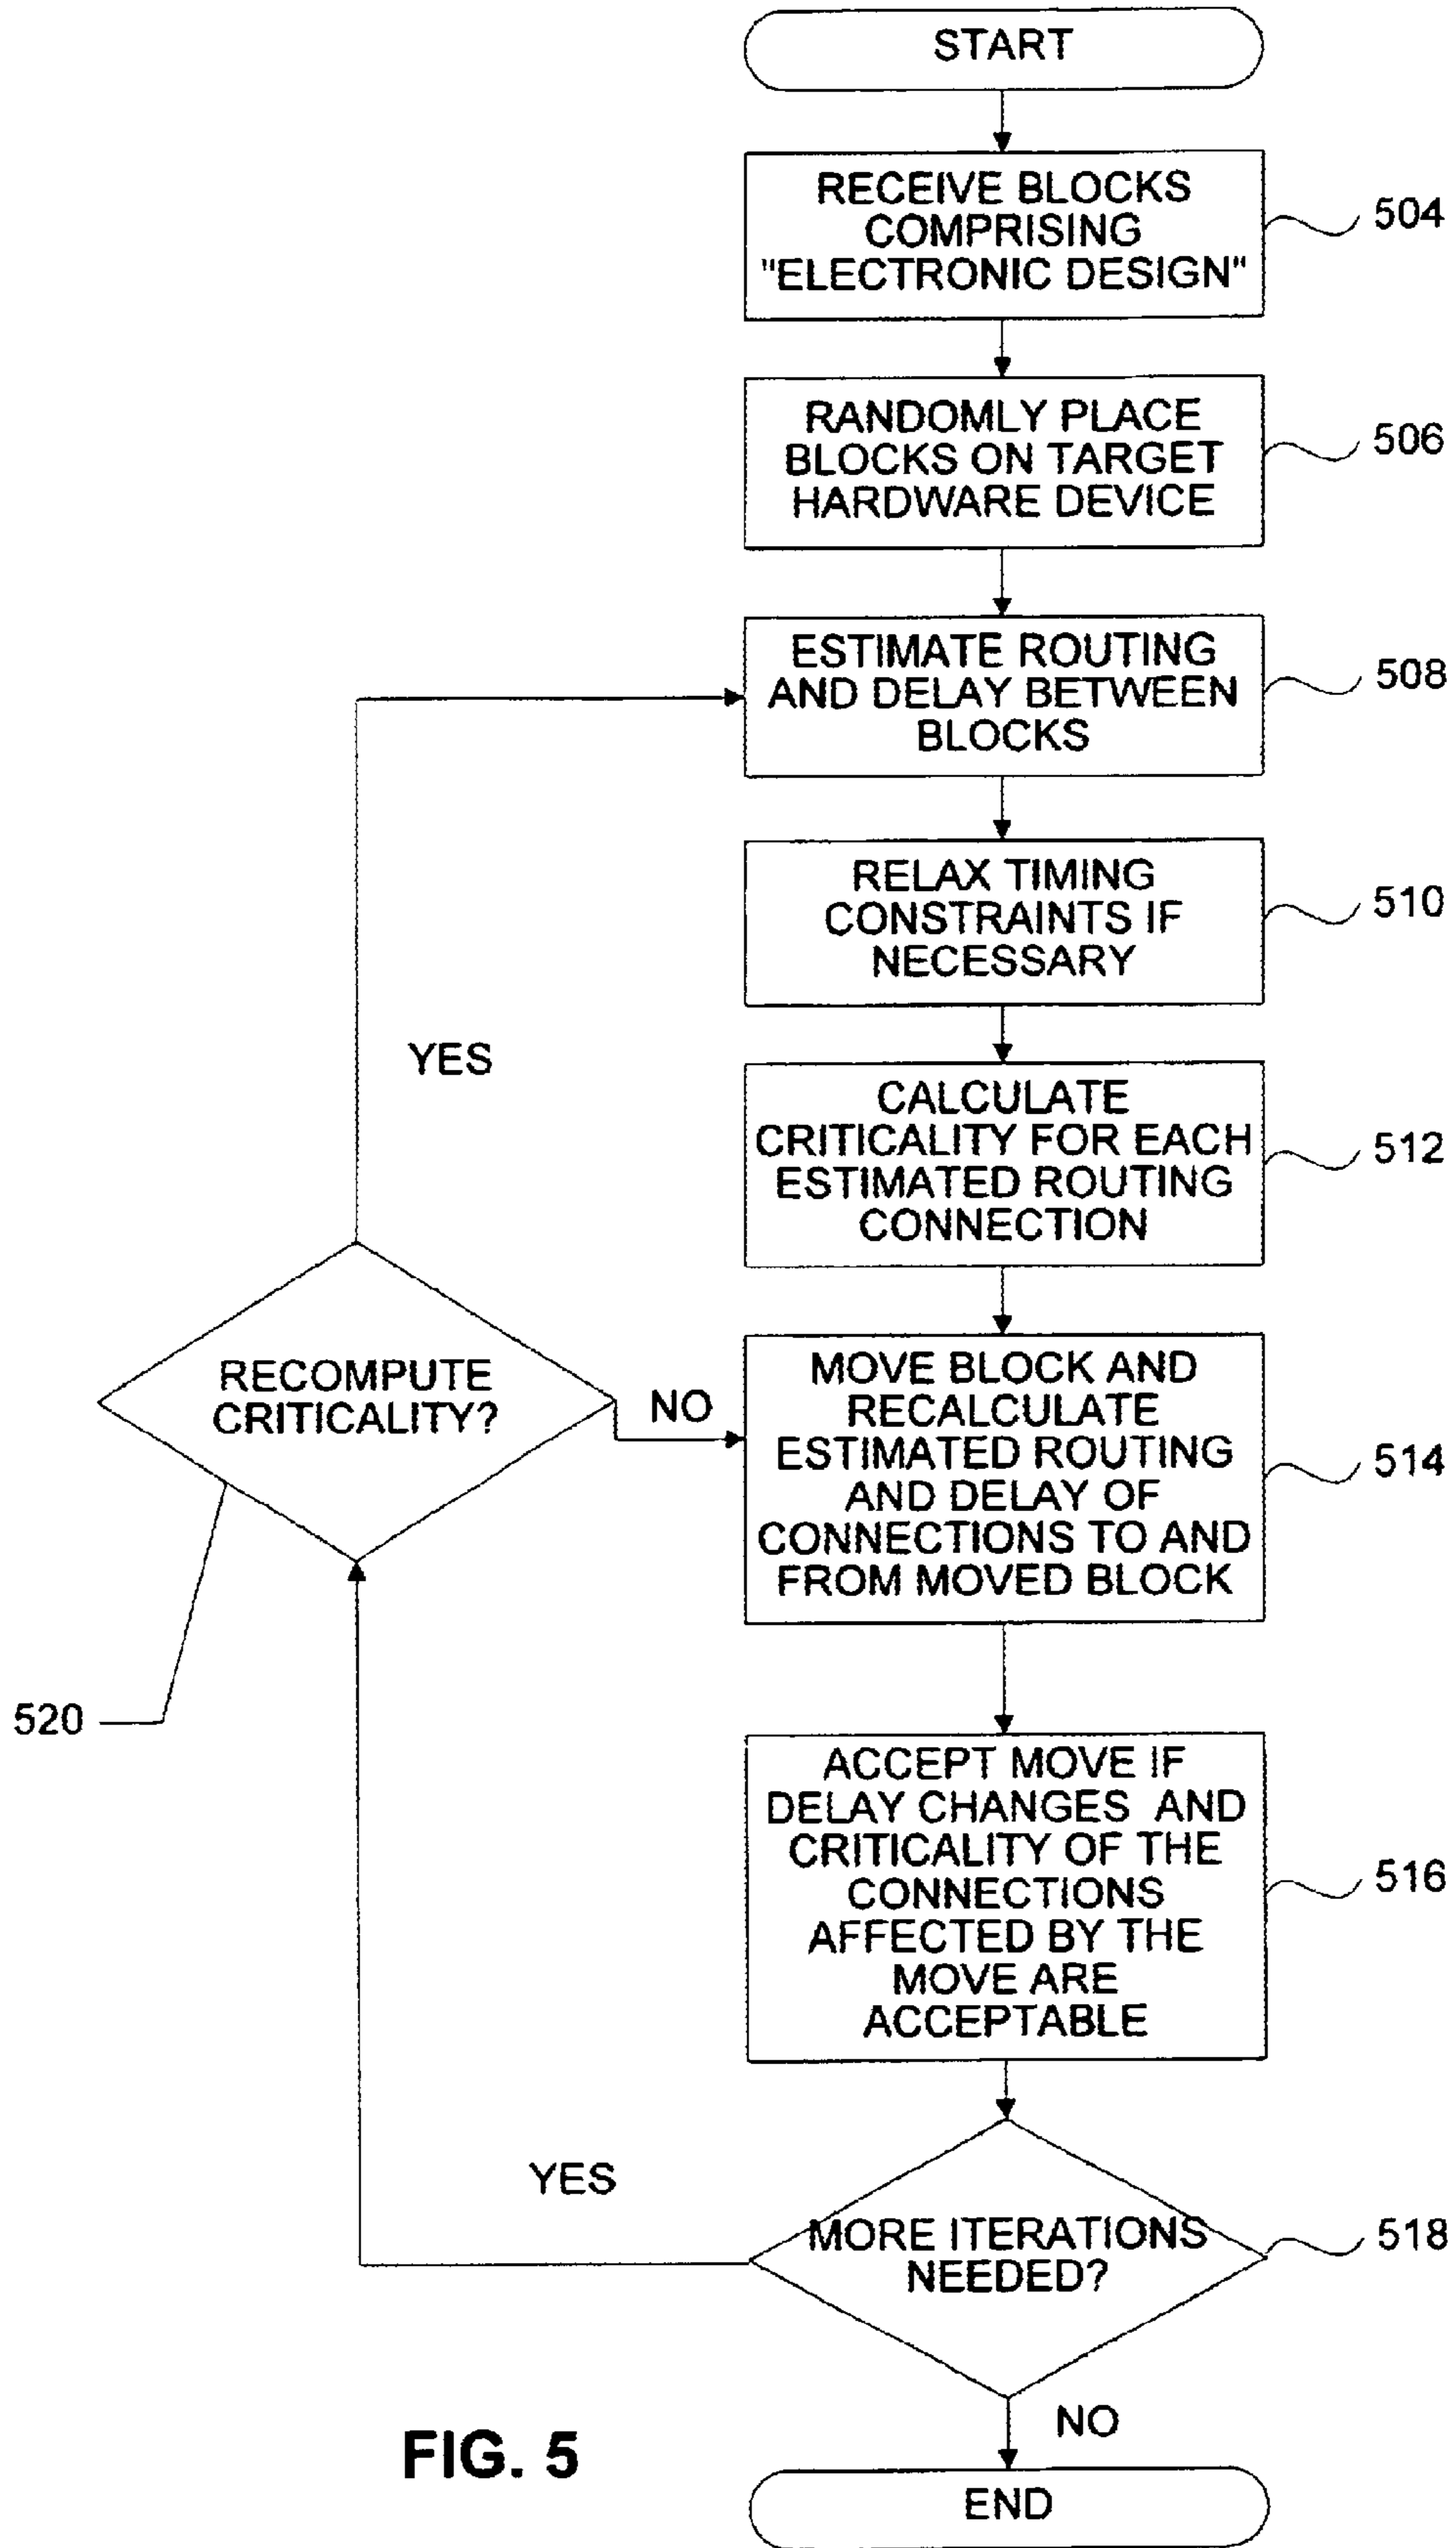 START
RECEIVE BLOCKS
COMPRISING
"ELECTRONIC DESIGN"
504
RANDOMLY PLACE
BLOCKS ON TARGET
HARDWARE DEVICE
506
ESTIMATE ROUTING
AND DELAY BETWEEN
BLOCKS
508
RELAX TIMING
CONSTRAINTS IF
NECESSARY
510
YES
CALCULATE
CRITICALITY FOR EACH
ESTIMATED ROUTING
CONNECTION
512
RECOMPUTE
CRITICALITY?
NO
MOVE BLOCK AND
RECALCULATE
ESTIMATED ROUTING
AND DELAY OF
CONNECTIONS TO AND
FROM MOVED BLOCK
514
520
ACCEPT MOVE IF
DELAY CHANGES AND
CRITICALITY OF THE
CONNECTIONS
AFFECTED BY THE
MOVE ARE
ACCEPTABLE
516
YES
MORE ITERATIONS
NEEDED?
518
NO
FIG. 5
END